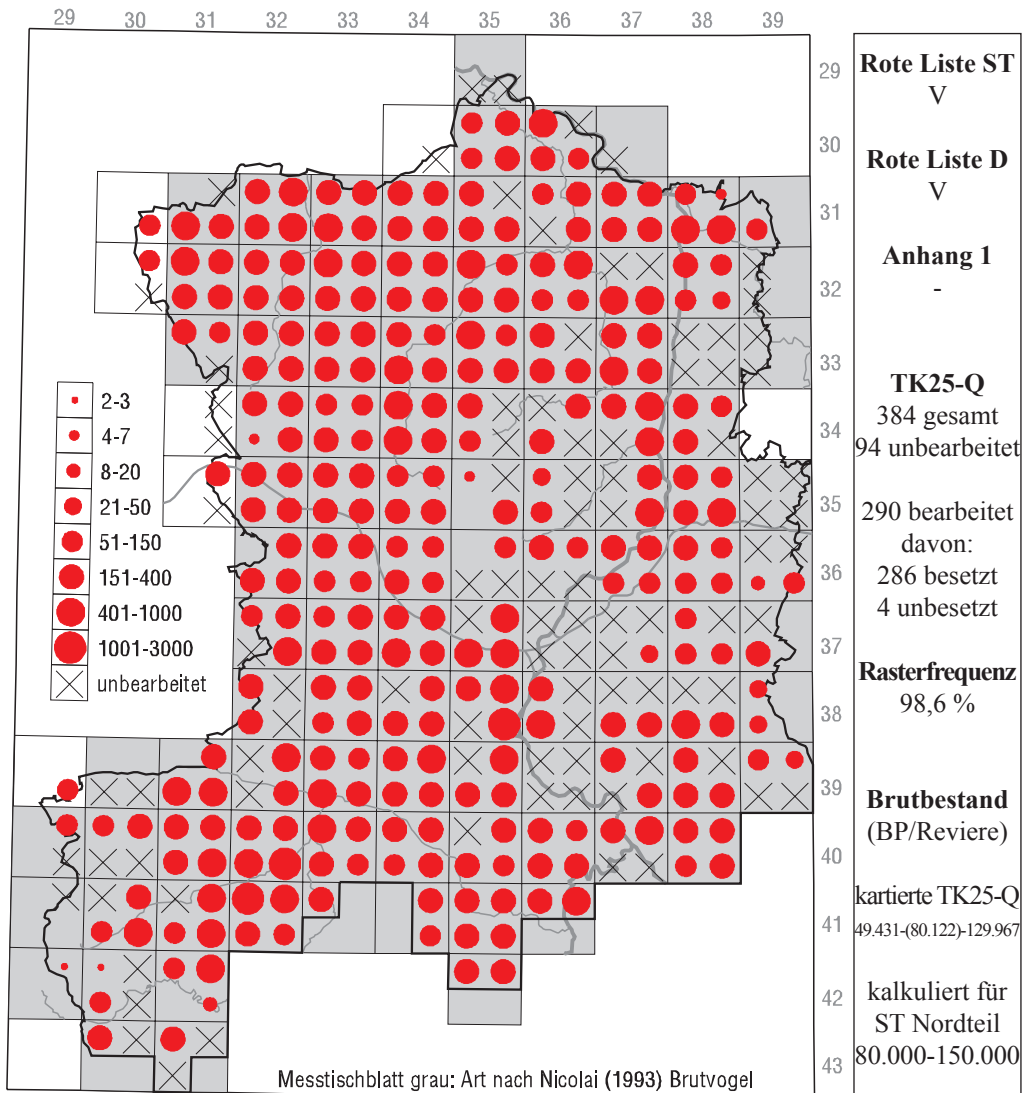 29 30 31 32 33 34 35 36 37 38 39
29
30
31
32
33
34
35
36
37
38
39
40
41
42
43
2-3
4-7
8-20
21-50
51-150
151-400
401-1000
1001-3000
unbearbeitet
Messtischblatt grau: Art nach Nicolai (1993) Brutvogel
Rote Liste ST
V
Rote Liste D
V
Anhang 1
-
TK25-Q
384 gesamt
94 unbearbeitet
290 bearbeitet
davon:
286 besetzt
4 unbesetzt
Rasterfrequenz
98,6 %
Brutbestand
(BP/Reviere)
kartierte TK25-Q
49.431-(80.122)-129.967
kalkuliert für
ST Nordteil
80.000-150.000